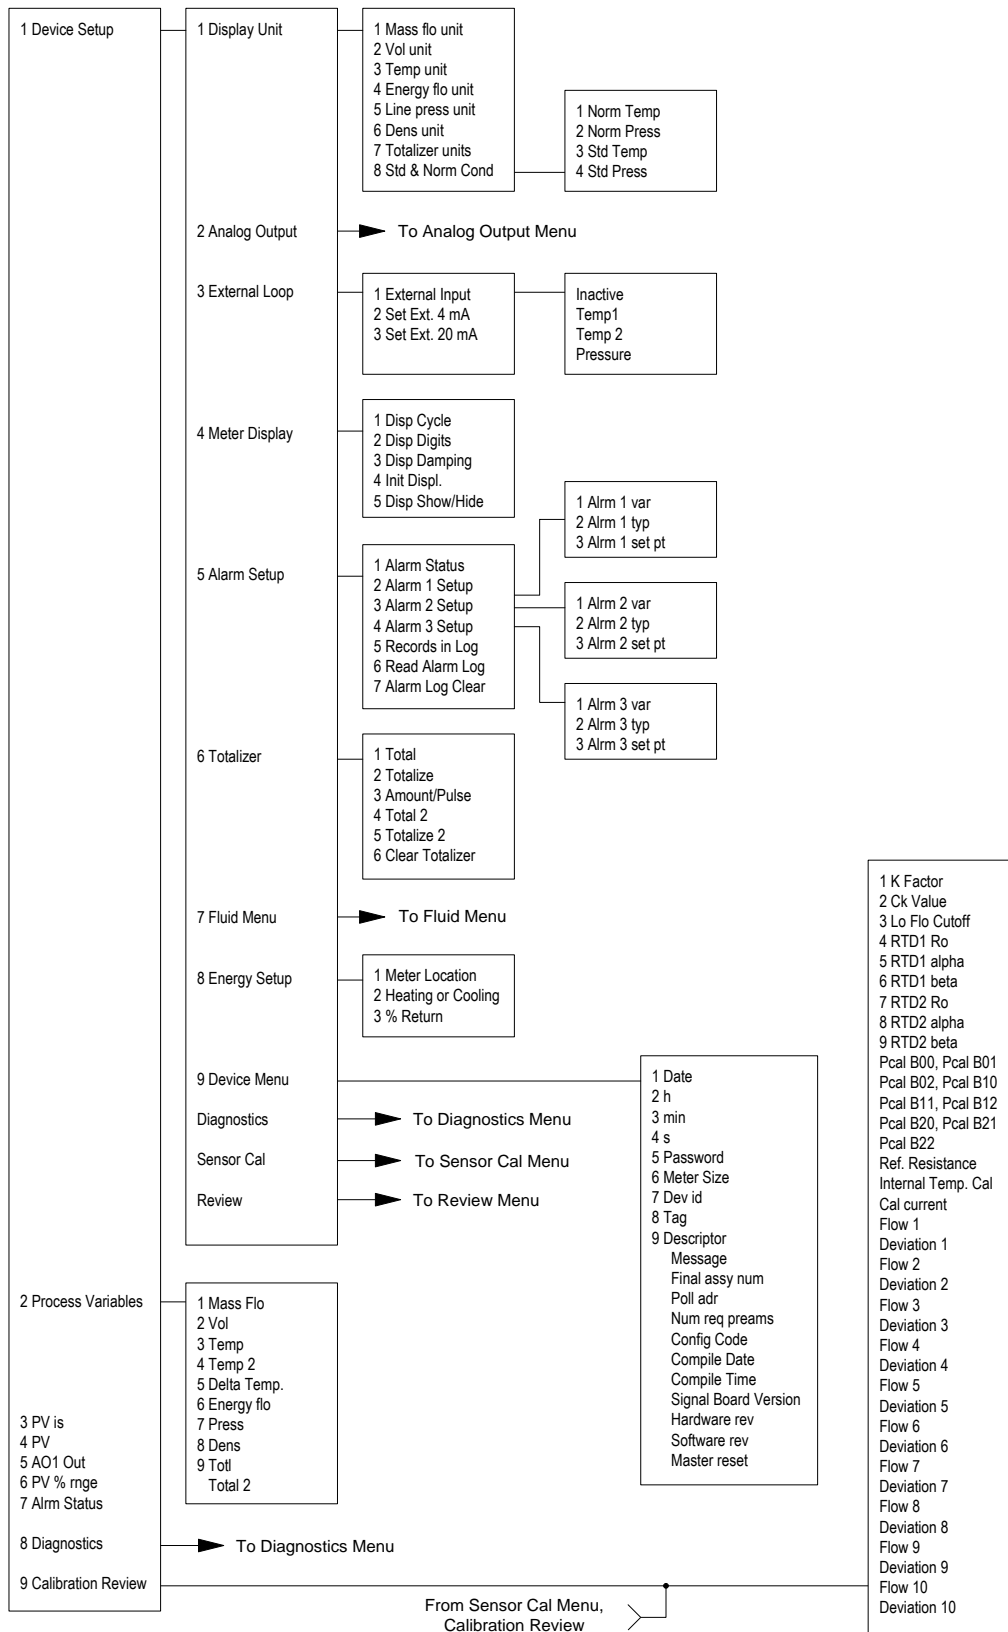 1 Device Setup
1 Display Unit
1 Mass flo unit
2 Vol unit
3 Temp unit
4 Energy flo unit
5 Line press unit
6 Dens unit
7 Totalizer units
8 Std & Norm Cond
1 Norm Temp
2 Norm Press
3 Std Temp
4 Std Press
2 Analog Output
To Analog Output Menu
3 External Loop
1 External Input
2 Set Ext. 4 mA
3 Set Ext. 20 mA
Inactive
Temp1
Temp 2
Pressure
4 Meter Display
1 Disp Cycle
2 Disp Digits
3 Disp Damping
4 Init Displ.
5 Disp Show/Hide
5 Alarm Setup
1 Alarm Status
2 Alarm 1 Setup
3 Alarm 2 Setup
4 Alarm 3 Setup
5 Records in Log
6 Read Alarm Log
7 Alarm Log Clear
1 Alrm 1 var
2 Alrm 1 typ
3 Alrm 1 set pt
1 Alrm 2 var
2 Alrm 2 typ
3 Alrm 2 set pt
1 Alrm 3 var
2 Alrm 3 typ
3 Alrm 3 set pt
6 Totalizer
1 Total
2 Totalize
3 Amount/Pulse
4 Total 2
5 Totalize 2
6 Clear Totalizer
7 Fluid Menu
To Fluid Menu
8 Energy Setup
1 Meter Location
2 Heating or Cooling
3 % Return
9 Device Menu
1 Date
2 h
3 min
4 s
5 Password
6 Meter Size
7 Dev id
8 Tag
9 Descriptor
Message
Final assy num
Poll adr
Num req preams
Config Code
Compile Date
Compile Time
Signal Board Version
Hardware rev
Software rev
Master reset
Diagnostics
To Diagnostics Menu
Sensor Cal
To Sensor Cal Menu
Review
To Review Menu
2 Process Variables
1 Mass Flo
2 Vol
3 Temp
4 Temp 2
5 Delta Temp.
6 Energy flo
7 Press
8 Dens
9 Totl
Total 2
3 PV is
4 PV
5 AO1 Out
6 PV % rnge
7 Alrm Status
8 Diagnostics
To Diagnostics Menu
9 Calibration Review
From Sensor Cal Menu,
Calibration Review
1 K Factor
2 Ck Value
3 Lo Flo Cutoff
4 RTD1 Ro
5 RTD1 alpha
6 RTD1 beta
7 RTD2 Ro
8 RTD2 alpha
9 RTD2 beta
Pcal B00, Pcal B01
Pcal B02, Pcal B10
Pcal B11, Pcal B12
Pcal B20, Pcal B21
Pcal B22
Ref. Resistance
Internal Temp. Cal
Cal current
Flow 1
Deviation 1
Flow 2
Deviation 2
Flow 3
Deviation 3
Flow 4
Deviation 4
Flow 5
Deviation 5
Flow 6
Deviation 6
Flow 7
Deviation 7
Flow 8
Deviation 8
Flow 9
Deviation 9
Flow 10
Deviation 10